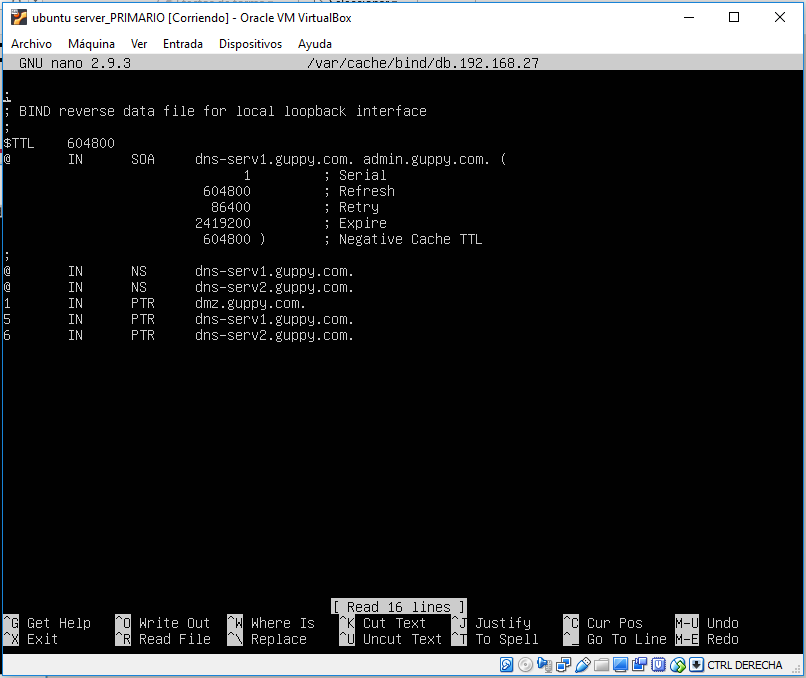 ubuntu server_PRIMARIO [Corriendo] - Oracle VM VirtualBox
Archivo Máquina Ver Entrada Dispositivos Ayuda
GNU nano 2.9.3 /var/cache/bind/db.192.168.27
;
; BIND reverse data file for local loopback interface
;
$TTL 604800
@ IN SOA dns-serv1.guppy.com. admin.guppy.com. (
1 ; Serial
604800 ; Refresh
86400 ; Retry
2419200 ; Expire
604800 ) ; Negative Cache TTL
;
@ IN NS dns-serv1.guppy.com.
@ IN NS dns-serv2.guppy.com.
1 IN PTR dmz.guppy.com.
5 IN PTR dns-serv1.guppy.com.
6 IN PTR dns-serv2.guppy.com.
[ Read 16 lines ]
^G Get Help ^O Write Out ^W Where Is ^K Cut Text ^J Justify ^C Cur Pos M-U Undo
^X Exit ^R Read File ^\ Replace ^U Uncut Text ^T To Spell ^_ Go To Line M-E Redo
CTRL DERECHA